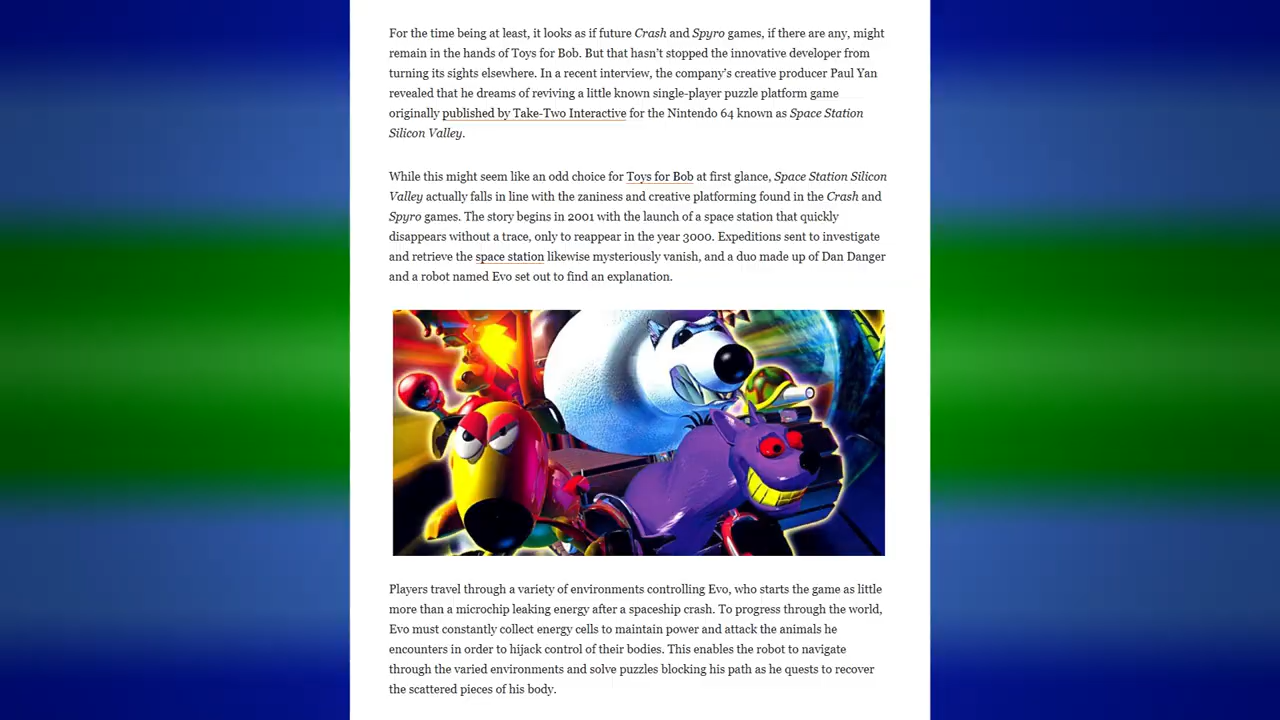 For the time being at least, it looks as if future Crash and Spyro games, if there are any, might
remain in the hands of Toys for Bob. But that hasn’t stopped the innovative developer from
turning its sights elsewhere. In a recent interview, the company’s creative producer Paul Yan
revealed that he dreams of reviving a little known single-player puzzle platform game
originally published by Take-Two Interactive for the Nintendo 64 known as Space Station
Silicon Valley.
While this might seem like an odd choice for Toys for Bob at first glance, Space Station Silicon
Valley actually falls in line with the zaniness and creative platforming found in the Crash and
Spyro games. The story begins in 2001 with the launch of a space station that quickly
disappears without a trace, only to reappear in the year 3000. Expeditions sent to investigate
and retrieve the space station likewise mysteriously vanish, and a duo made up of Dan Danger
and a robot named Evo set out to find an explanation.
Players travel through a variety of environments controlling Evo, who starts the game as little
more than a microchip leaking energy after a spaceship crash. To progress through the world,
Evo must constantly collect energy cells to maintain power and attack the animals he
encounters in order to hijack control of their bodies. This enables the robot to navigate
through the varied environments and solve puzzles blocking his path as he quests to recover
the scattered pieces of his body.